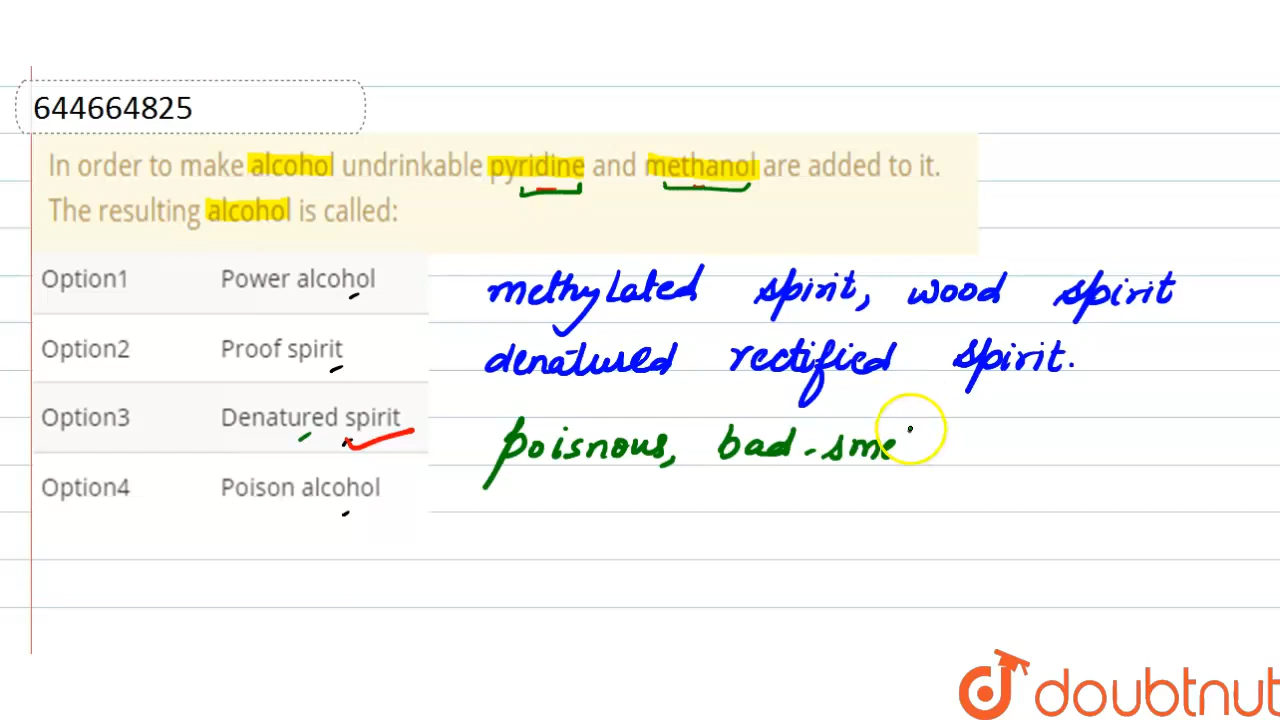 644664825
In order to make alcohol undrinkable pyridine and methanol are added to it.
The resulting alcohol is called:
Option1 Power alcohol
Option2 Proof spirit
Option3 Denatured spirit
Option4 Poison alcohol
methylated spirit, wood spirit
denatured rectified spirit.
poisnous, bad-sme
doubtnut